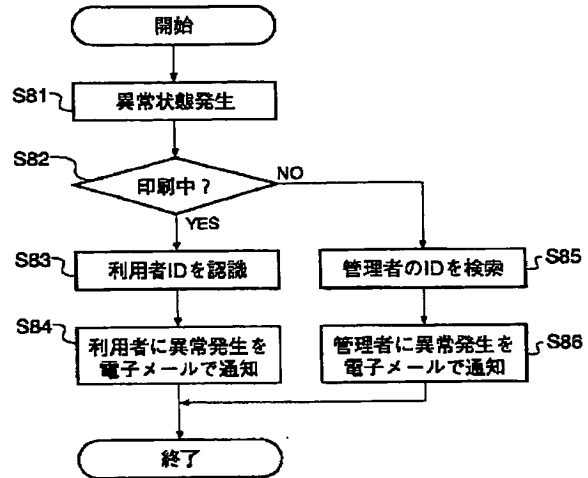 開始
S81
異常状態発生
S82
印刷中?
NO
YES
S83
利用者IDを認識
管理者のIDを検索
S85
S84
利用者に異常発生を
電子メールで通知
管理者に異常発生を
電子メールで通知
S86
終了